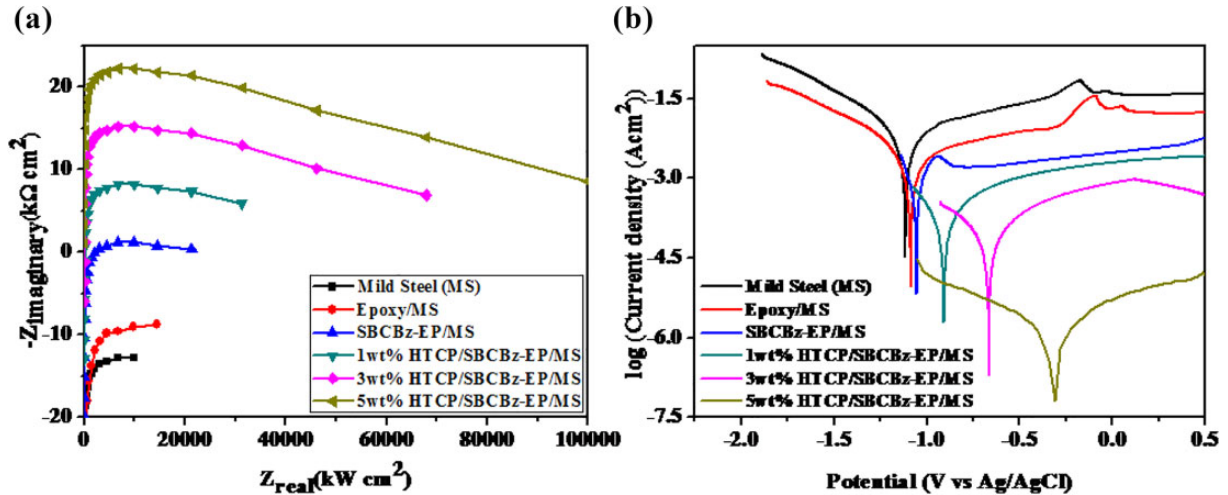 (a)
20
10
0
-10
-20
-Zimaginary(kΩ cm²)
0
20000
40000
60000
80000
100000
Zreal(kW cm²)
Mild Steel (MS)
Epoxy/MS
SBCBz-EP/MS
1wt% HTCP/SBCBz-EP/MS
3wt% HTCP/SBCBz-EP/MS
5wt% HTCP/SBCBz-EP/MS
(b)
-1.5
-3.0
-4.5
-6.0
-7.5
log (Current density (Acm²))
-2.0
-1.5
-1.0
-0.5
0.0
0.5
Potential (V vs Ag/AgCl)
Mild Steel (MS)
Epoxy/MS
SBCBz-EP/MS
1wt% HTCP/SBCBz-EP/MS
3wt% HTCP/SBCBz-EP/MS
5wt% HTCP/SBCBz-EP/MS